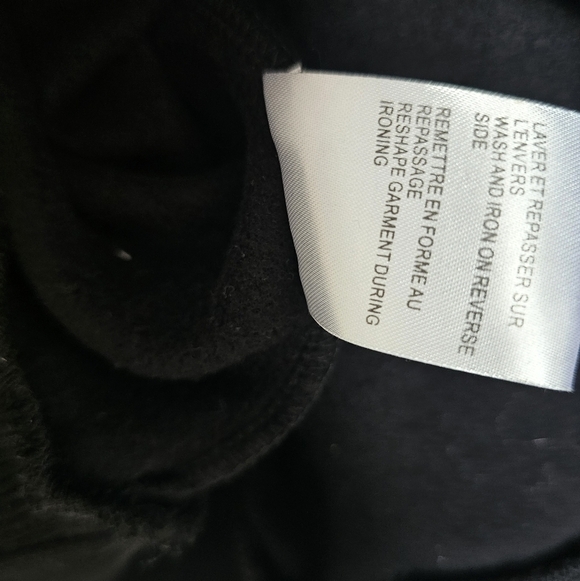 LAVER ET REPASSER SUR
L'ENVERS
WASH AND IRON ON REVERSE
SIDE
REMETTRE EN FORME AU
REPASSAGE
RESHAPE GARMENT DURING
IRONING